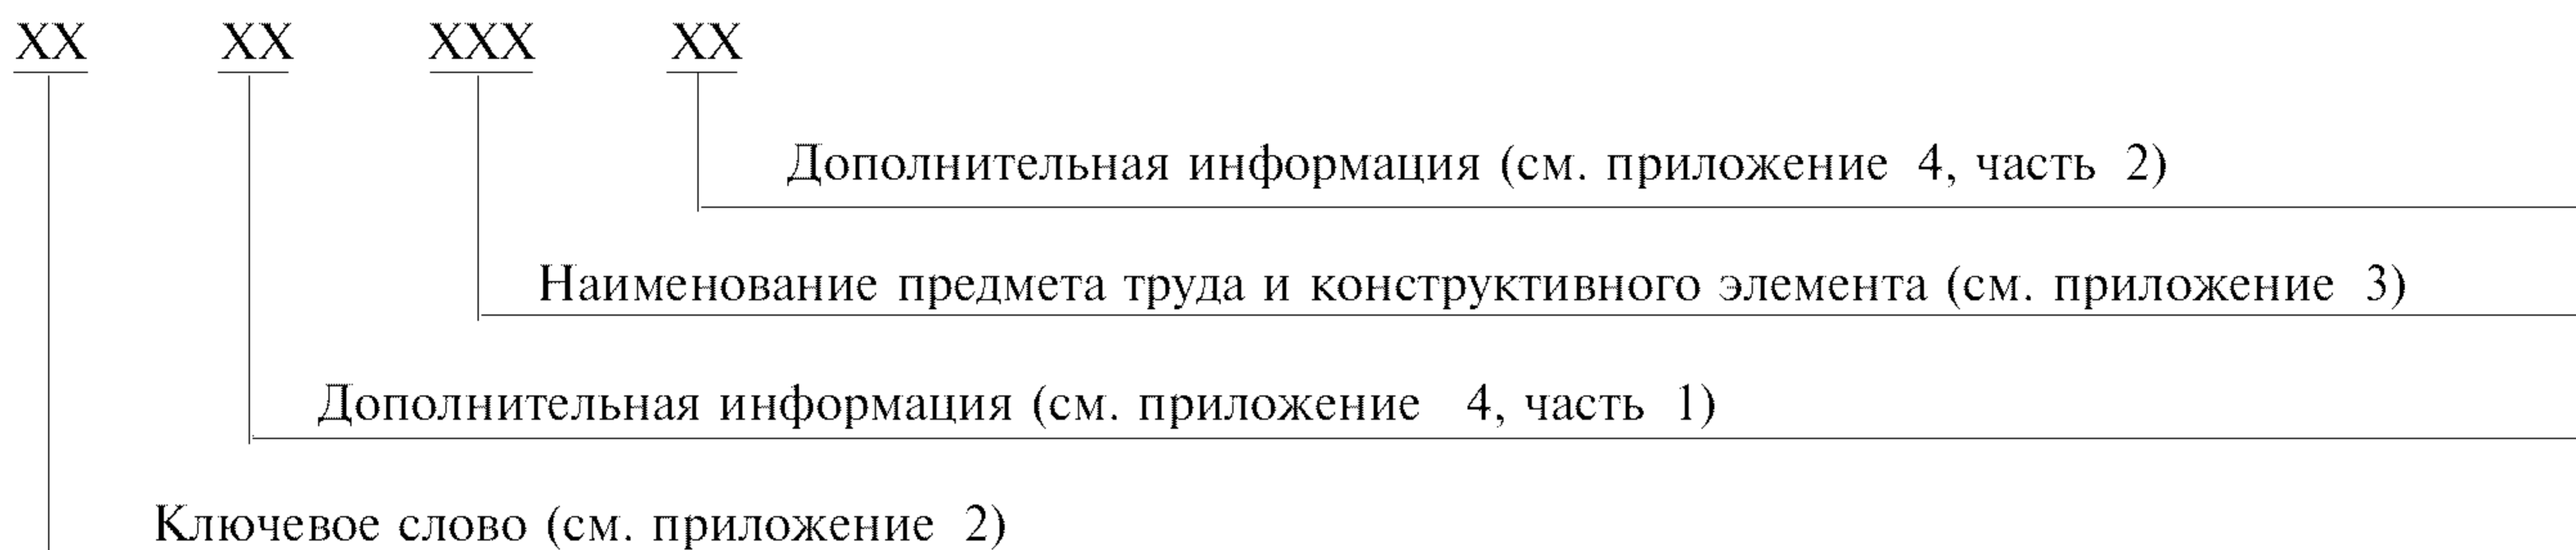 XX XX XXX XX
Дополнительная информация (см. приложение 4, часть 2)
Наименование предмета труда и конструктивного элемента (см. приложение 3)
Дополнительная информация (см. приложение 4, часть 1)
Ключевое слово (см. приложение 2)